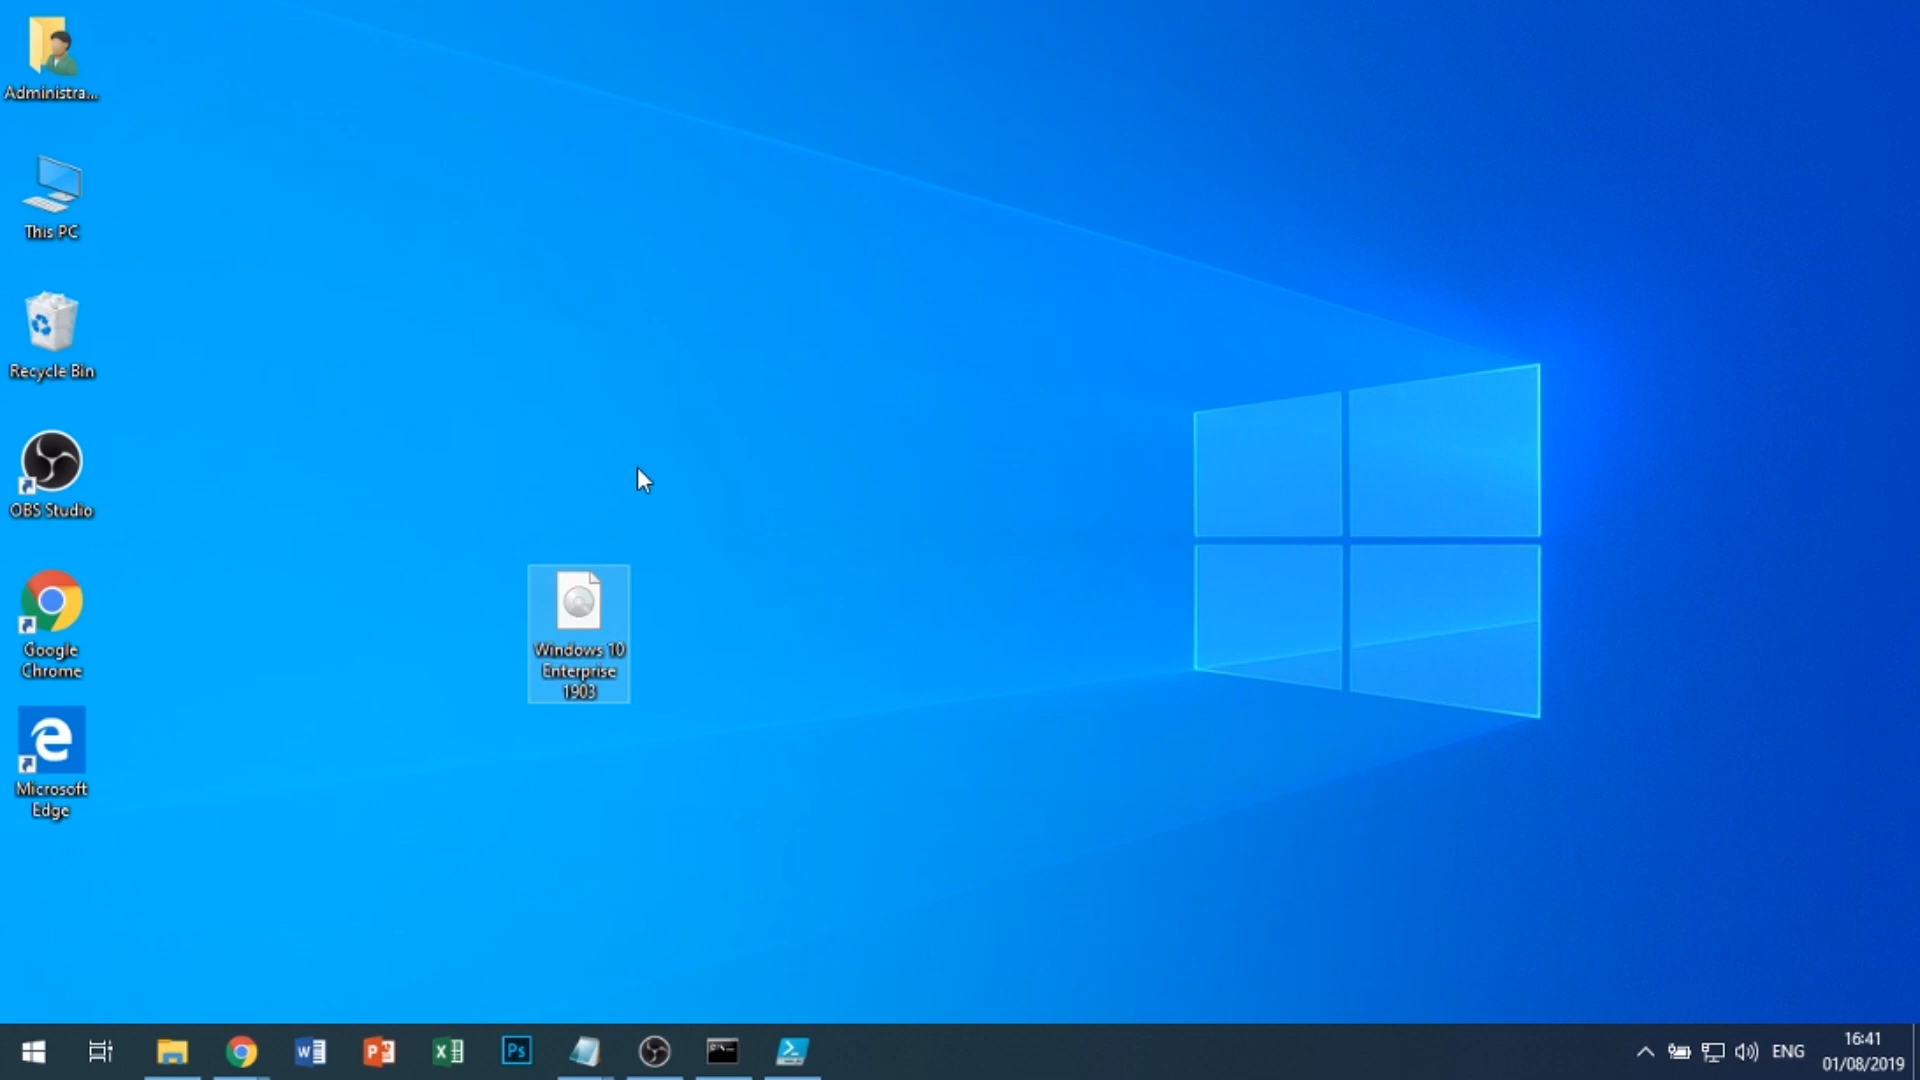 Administra...
This PC
Recycle Bin
OBS Studio
Google
Chrome
Microsoft
Edge
Windows 10
Enterprise
1903
Ps
ENG
16:41
01/08/2019